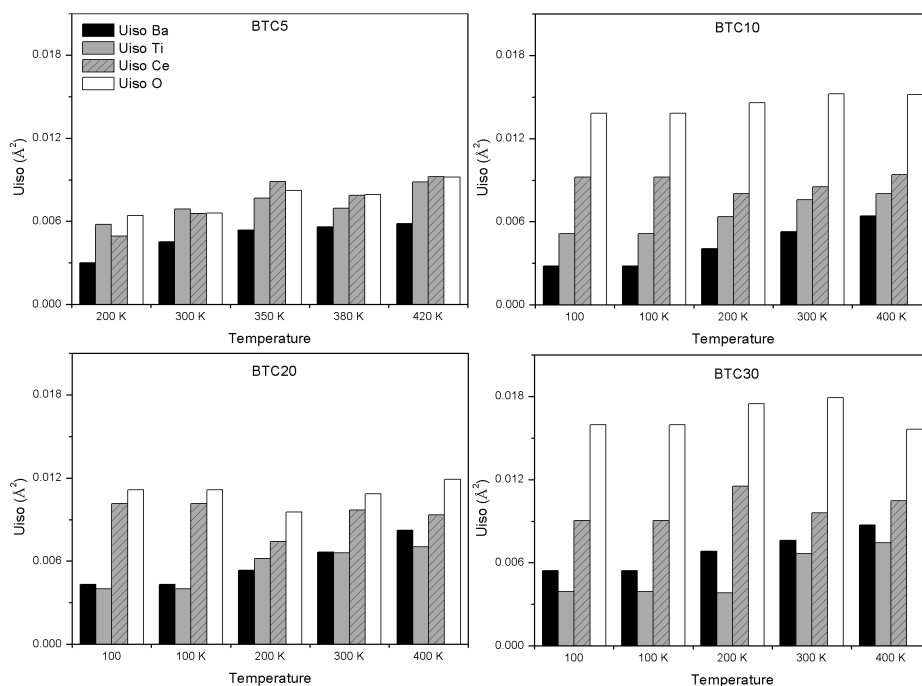 BTC5
Uiso Ba
Uiso Ti
Uiso Ce
Uiso O
0.018
0.012
0.006
0.000
Uiso (Å²)
200 K 300 K 350 K 380 K 420 K
Temperature
BTC10
0.018
0.012
0.006
0.000
Uiso (Å²)
100 100 K 200 K 300 K 400 K
Temperature
BTC20
0.018
0.012
0.006
0.000
Uiso (Å²)
100 100 K 200 K 300 K 400 K
Temperature
BTC30
0.018
0.012
0.006
0.000
Uiso (Å²)
100 100 K 200 K 300 K 400 K
Temperature